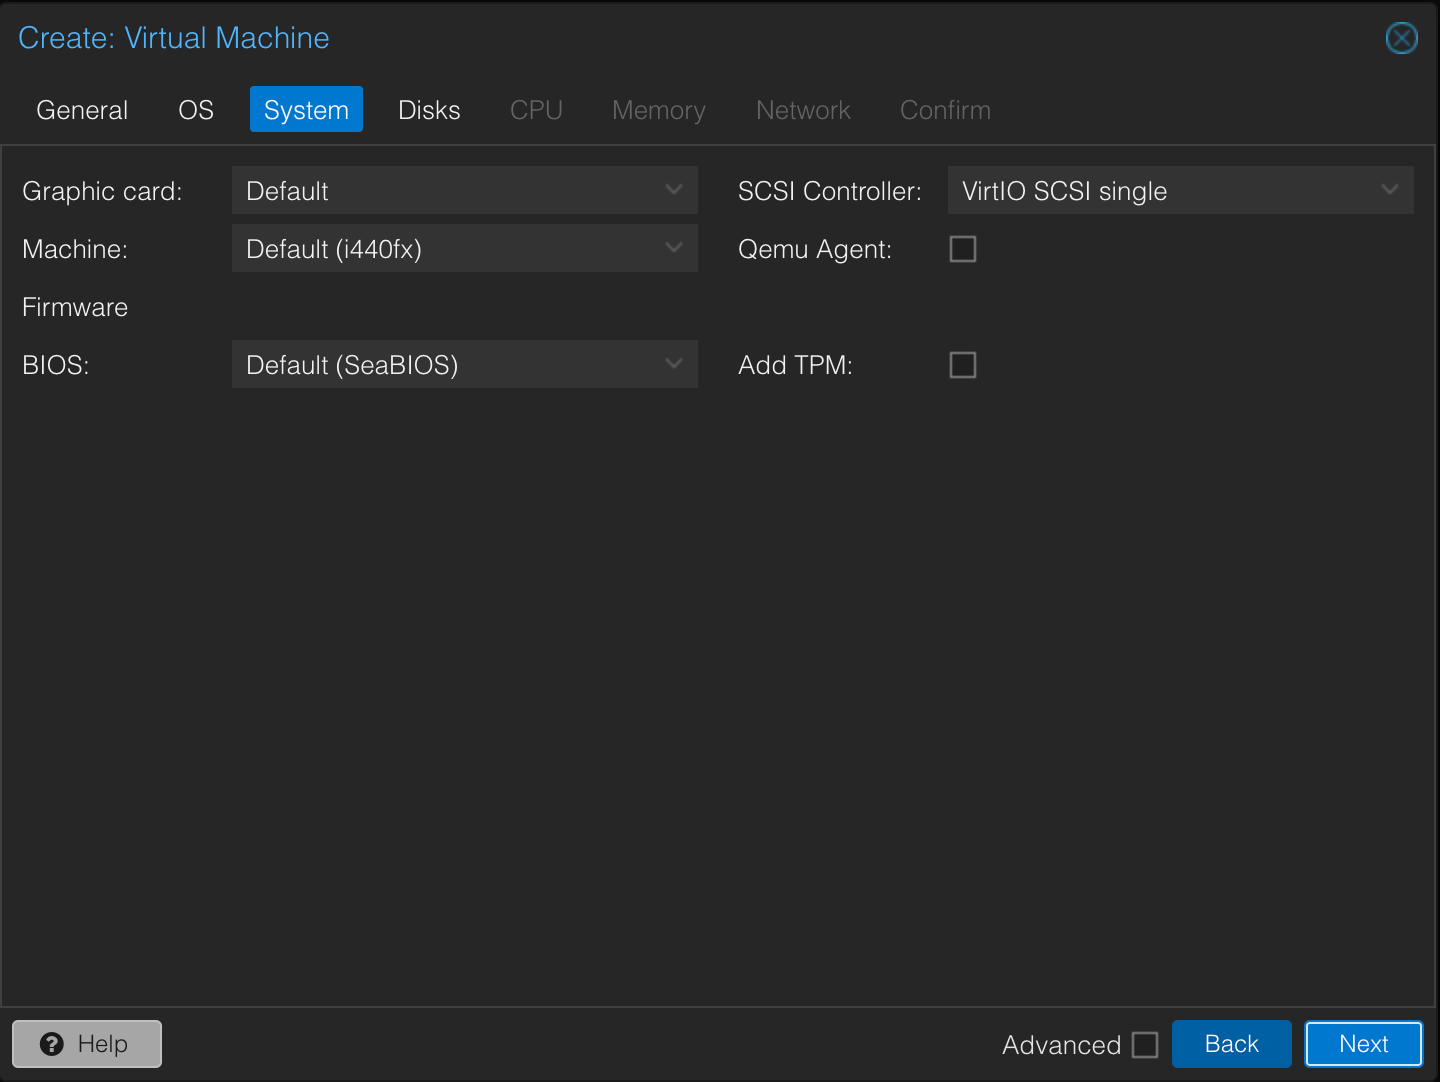 Create: Virtual Machine
General OS System Disks CPU Memory Network Confirm
Graphic card: Default SCSI Controller: VirtIO SCSI single
Machine: Default (i440fx) Qemu Agent:
Firmware
BIOS: Default (SeaBIOS) Add TPM:
Help Advanced Back Next